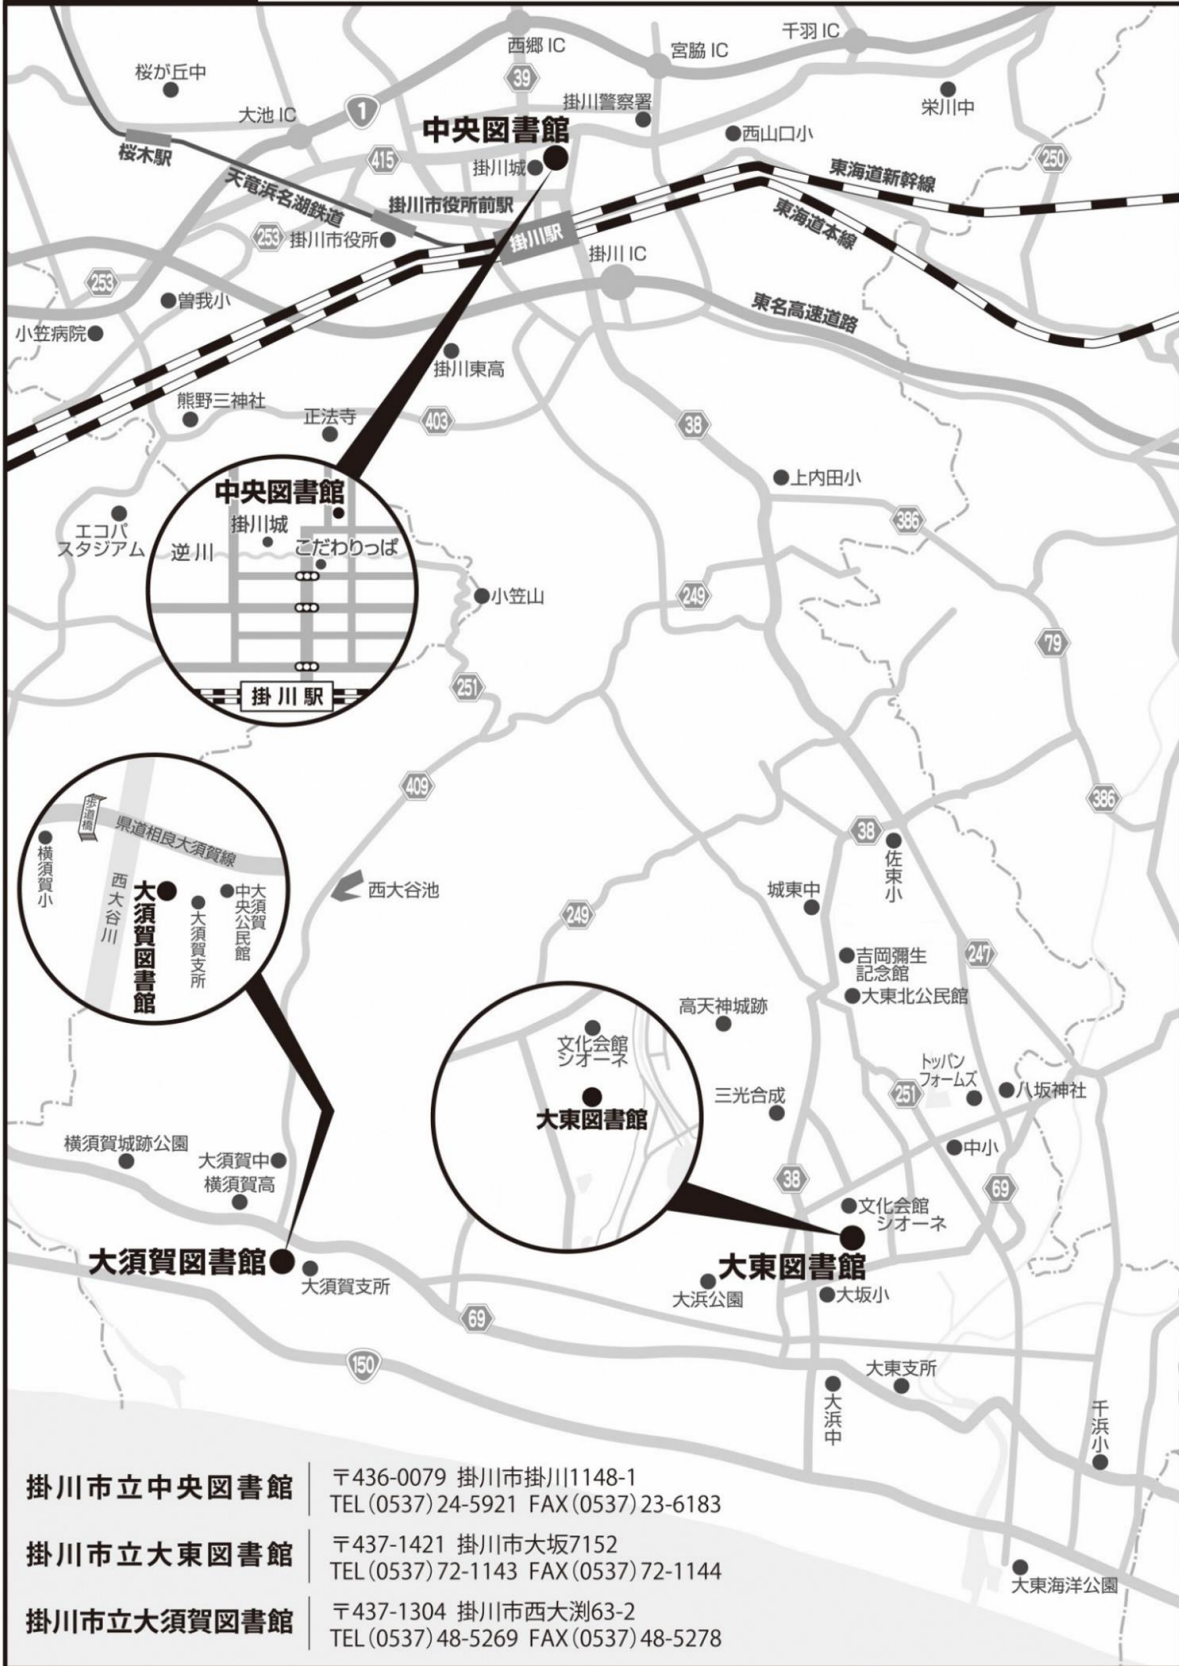 西郷 IC
千羽 IC
宮脇 IC
桜が丘中
39
栄川中
大池 IC
1
掛川警察署
中央図書館
西山口小
桜木駅
415
掛川城
250
東海道新幹線
天竜浜名湖鉄道
掛川市役所前駅
東海道本線
253
掛川市役所
掛川駅
掛川 IC
253
曽我小
東名高速道路
小笠病院
掛川東高
熊野三神社
正法寺
403
38
上内田小
中央図書館
掛川城
逆川
こだわりっぱ
掛川駅
エコパ
スタジアム
386
小笠山
249
79
251
409
386
歩道橋
県道相良大須賀線
横須賀小
西大谷川
大須賀図書館
大須賀支所
大須賀
中央公民館
西大谷池
38
佐束小
城東中
249
吉岡彌生
記念館
247
大東北公民館
高天神城跡
文化会館
シオーネ
大東図書館
トッパン
フォームズ
251
八坂神社
三光合成
中小
横須賀城跡公園
大須賀中
横須賀高
38
69
文化会館
シオーネ
大須賀図書館
大須賀支所
大東図書館
大浜公園
大坂小
69
150
大東支所
大浜中
千浜小
大東海洋公園
掛川市立中央図書館
〒436-0079 掛川市掛川1148-1
TEL(0537)24-5921 FAX(0537)23-6183
掛川市立大東図書館
〒437-1421 掛川市大坂7152
TEL(0537)72-1143 FAX(0537)72-1144
掛川市立大須賀図書館
〒437-1304 掛川市西大渕63-2
TEL(0537)48-5269 FAX(0537)48-5278